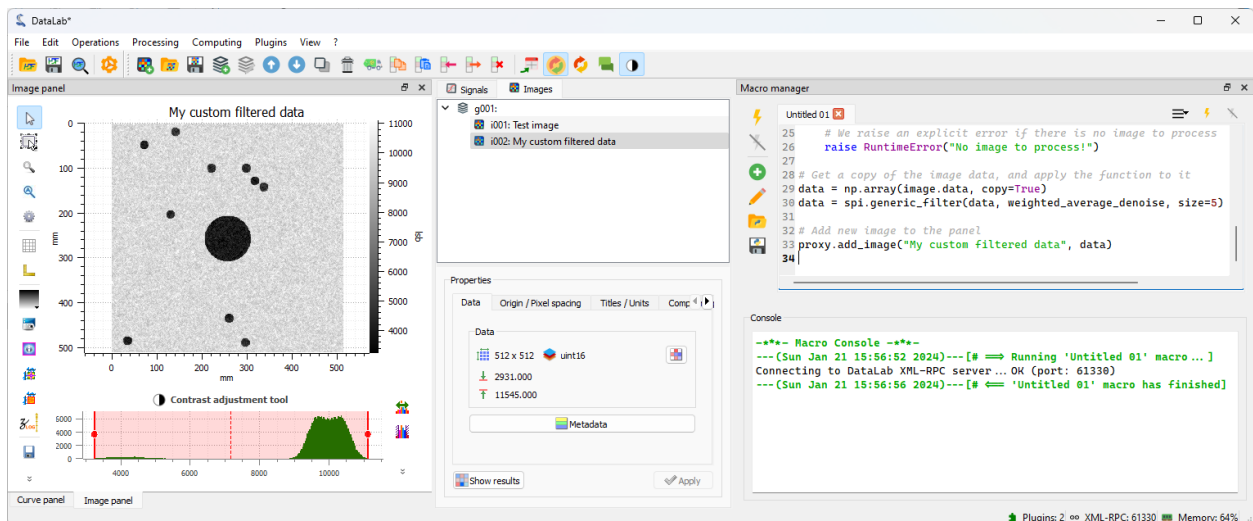 DataLab*
File Edit Operations Processing Computing Plugins View ?
Image panel
My custom filtered data
0
100
200
300
400
500
mm
0 100 200 300 400 500
mm
11000
10000
9000
8000
7000
6000
5000
4000
lsb
Contrast adjustment tool
6000
4000
2000
0
4000 6000 8000 10000
Curve panel Image panel
Signals Images
g001:
i001: Test image
i002: My custom filtered data
Properties
Data Origin / Pixel spacing Titles / Units
Data
512 x 512 uint16
2931.000
11545.000
Metadata
Show results Apply
Macro manager
Untitled 01
25 # We raise an explicit error if there is no image to process
26 raise RuntimeError("No image to process!")
27
28 # Get a copy of the image data, and apply the function to it
29 data = np.array(image.data, copy=True)
30 data = spi.generic_filter(data, weighted_average_denoise, size=5)
31
32 # Add new image to the panel
33 proxy.add_image("My custom filtered data", data)
34
Console
-***- Macro Console -***-
---(Sun Jan 21 15:56:52 2024)---[# ==> Running 'Untitled 01' macro...]
Connecting to DataLab XML-RPC server...OK (port: 61330)
---(Sun Jan 21 15:56:56 2024)---[# <== 'Untitled 01' macro has finished]
Plugins: 2 XML-RPC: 61330 Memory: 64%